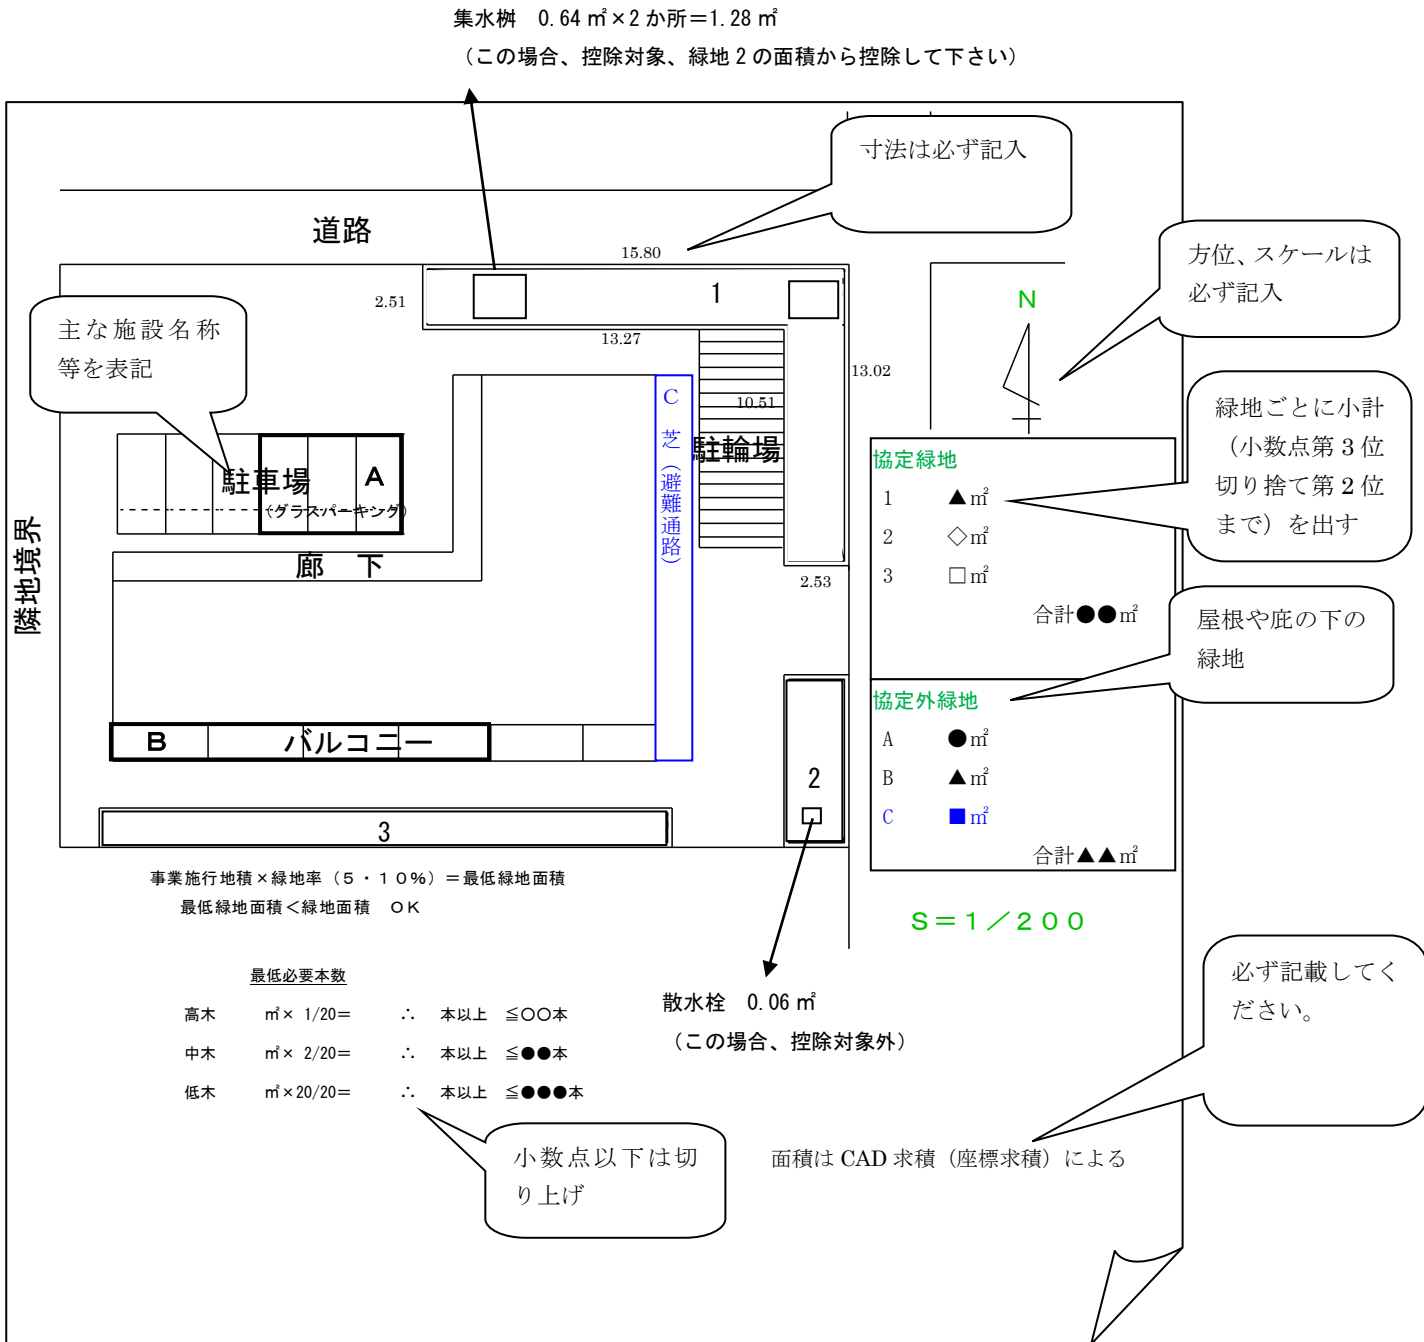 集水桝　0.64 ㎡×2 か所＝1.28 ㎡
（この場合、控除対象、緑地 2 の面積から控除して下さい）
寸法は必ず記入
道路
15.80
方位、スケールは
必ず記入
2.51
1
N
主な施設名称
等を表記
13.27
13.02
C 芝（避難通路）
10.51
駐輪場
緑地ごとに小計
（小数点第 3 位
切り捨て第 2 位
まで）を出す
駐車場
A
（グラスパーキング）
協定緑地
1 ▲㎡
2 ◇㎡
3 □㎡
合計●●㎡
隣地境界
廊　下
2.53
屋根や庇の下の
緑地
協定外緑地
A ●㎡
B ▲㎡
C ■㎡
合計▲▲㎡
B
バルコニー
2
3
事業施行地積×緑地率（５・１０%）＝最低緑地面積
最低緑地面積＜緑地面積　ＯＫ
Ｓ＝１／２００
最低必要本数
高木　㎡× 1/20＝　∴　本以上　≦○○本
中木　㎡× 2/20＝　∴　本以上　≦●●本
低木　㎡×20/20＝　∴　本以上　≦●●●本
散水栓　0.06 ㎡
（この場合、控除対象外）
必ず記載してく
ださい。
小数点以下は切
り上げ
面積は CAD 求積（座標求積）による